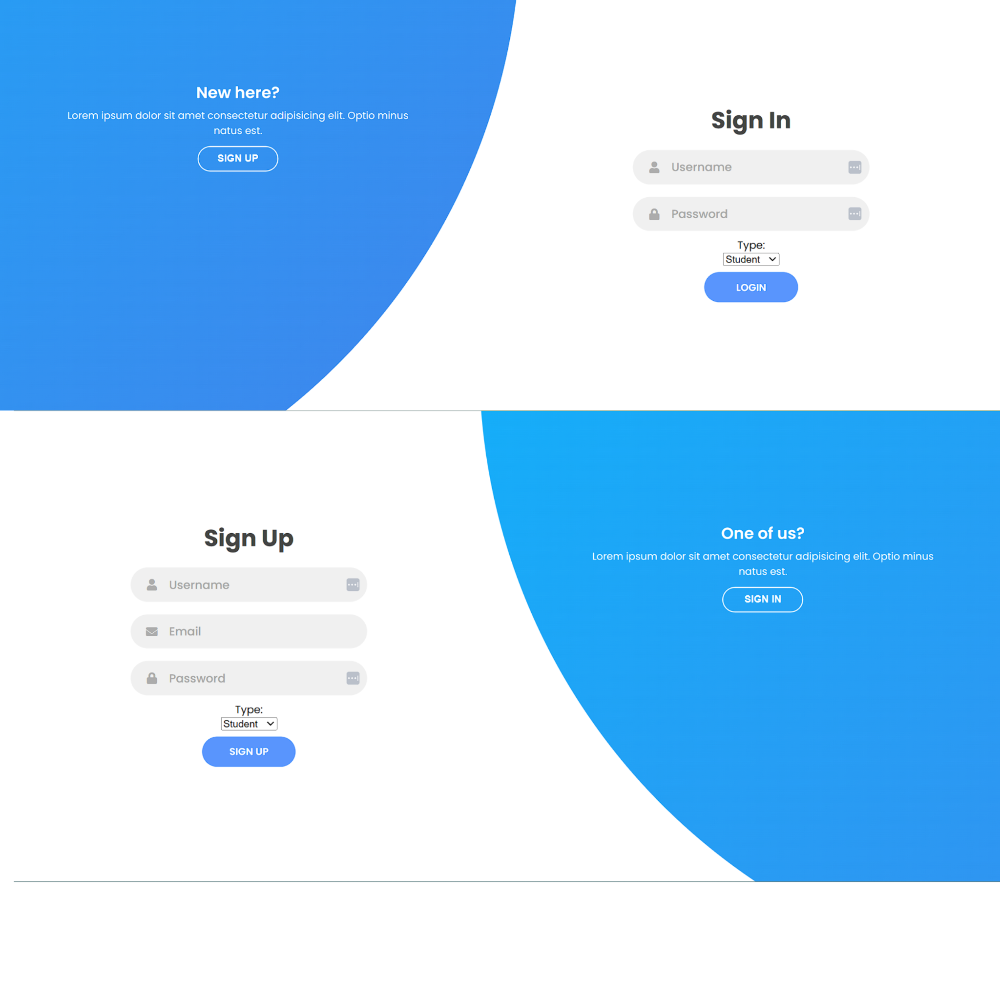 New here?
Lorem ipsum dolor sit amet consectetur adipisicing elit. Optio minus
natus est.
SIGN UP
Sign In
Username
Password
Type:
Student
LOGIN
Sign Up
Username
Email
Password
Type:
Student
SIGN UP
One of us?
Lorem ipsum dolor sit amet consectetur adipisicing elit. Optio minus
natus est.
SIGN IN